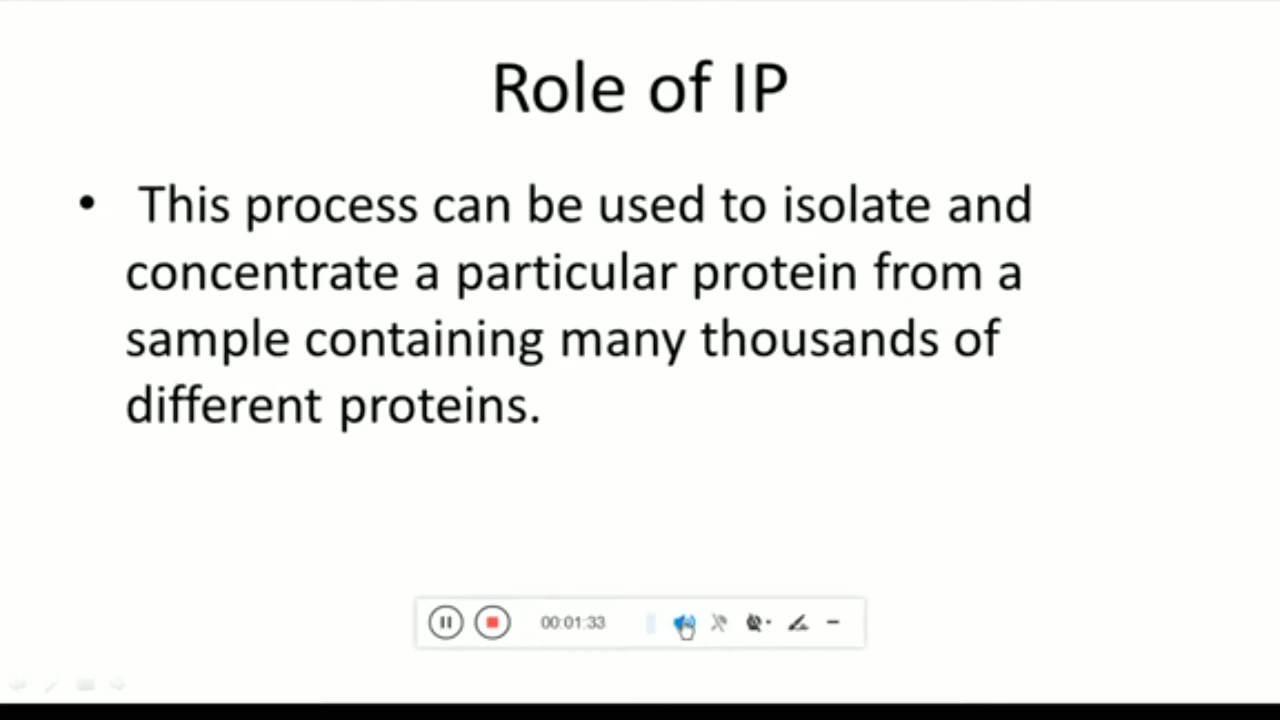 Role of IP
• This process can be used to isolate and
concentrate a particular protein from a
sample containing many thousands of
different proteins.
00:01:33